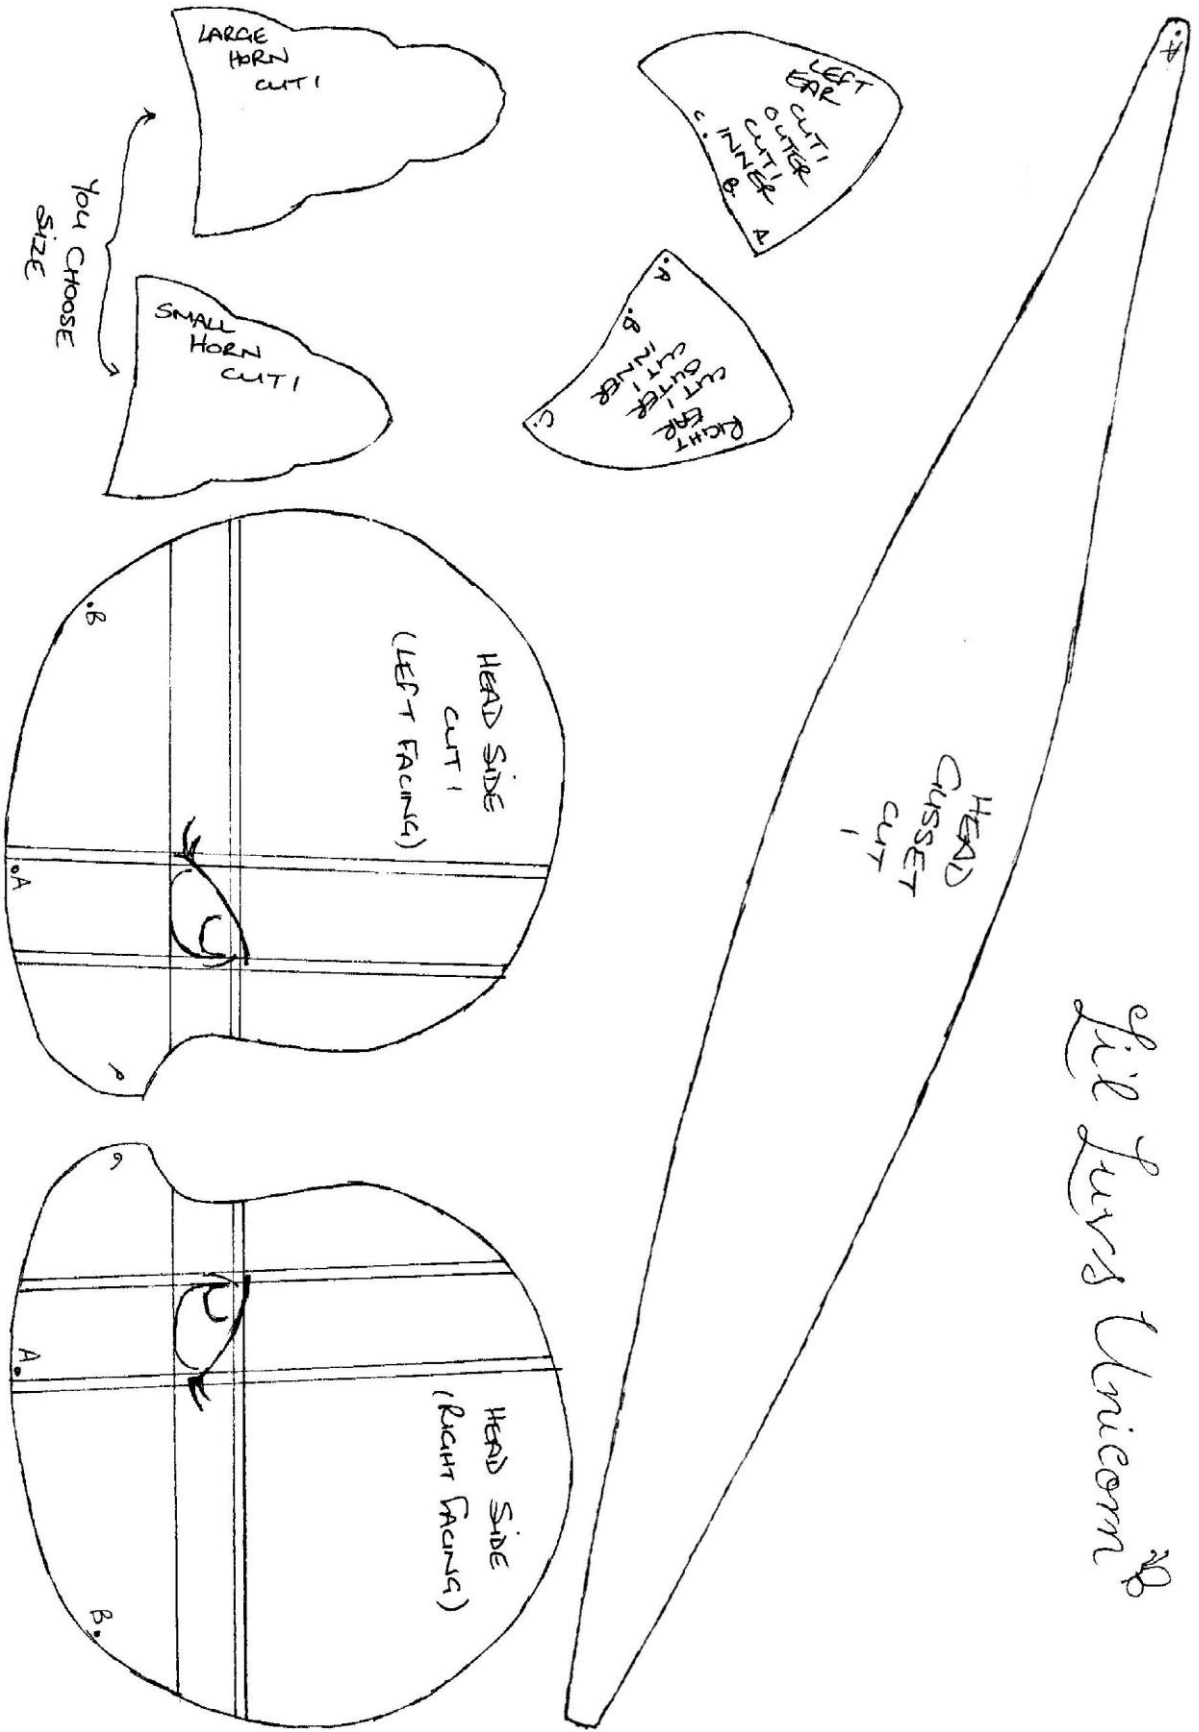 Lil Luvs Unicorn
A
HEAD
GUSSET
CUT
1
LEFT
EAR
CUT 1
OUTER
CUT 1
INNER
A
B.
C.
RIGHT
EAR
CUT 1
OUTER
CUT 1
INNER
.A
.B
C.
LARGE
HORN
CUT 1
YOU CHOOSE
SIZE
SMALL
HORN
CUT 1
HEAD SIDE
CUT 1
(LEFT FACING)
.B
.A
HEAD SIDE
(RIGHT FACING)
A
B.